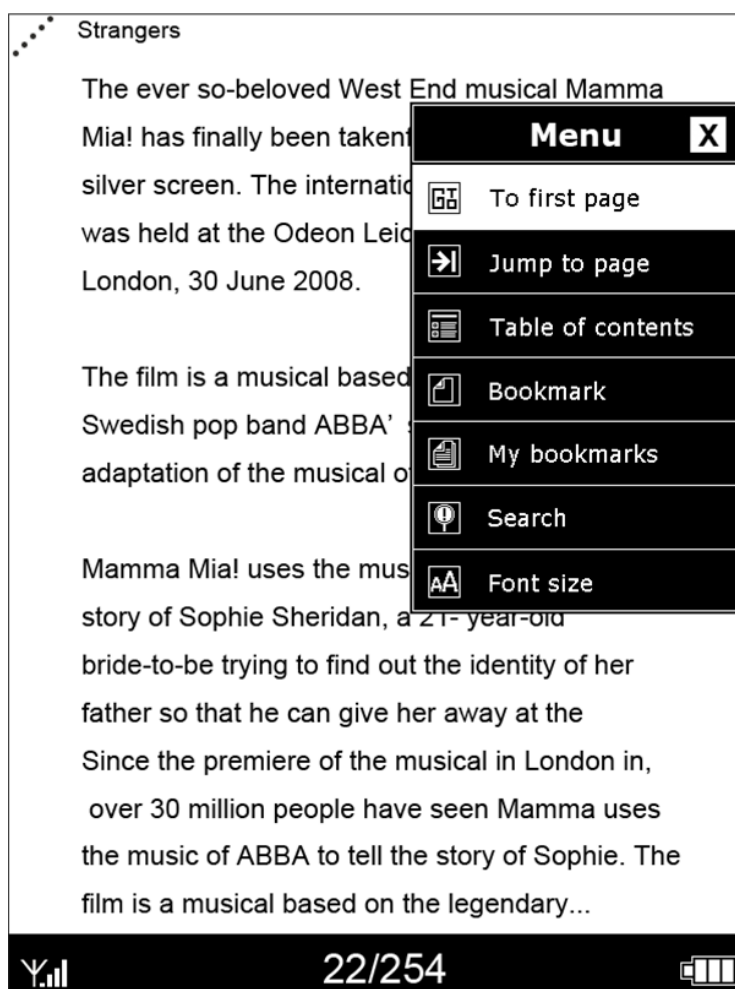 Strangers
The ever so-beloved West End musical Mamma
Mia! has finally been taken
silver screen. The
was held at the Odeon
London, 30 June 2008.
The film is a musical based
Swedish pop band ABBA’ s
adaptation of the musical
Mamma Mia! uses the
story of Sophie Sheridan, a 21- year-old
bride-to-be trying to find out the identity of her
father so that he can give her away at the
Since the premiere of the musical in London in,
over 30 million people have seen Mamma uses
the music of ABBA to tell the story of Sophie. The
film is a musical based on the legendary...
Menu X
To first page
Jump to page
Table of contents
Bookmark
My bookmarks
Search
AA Font size
22/254